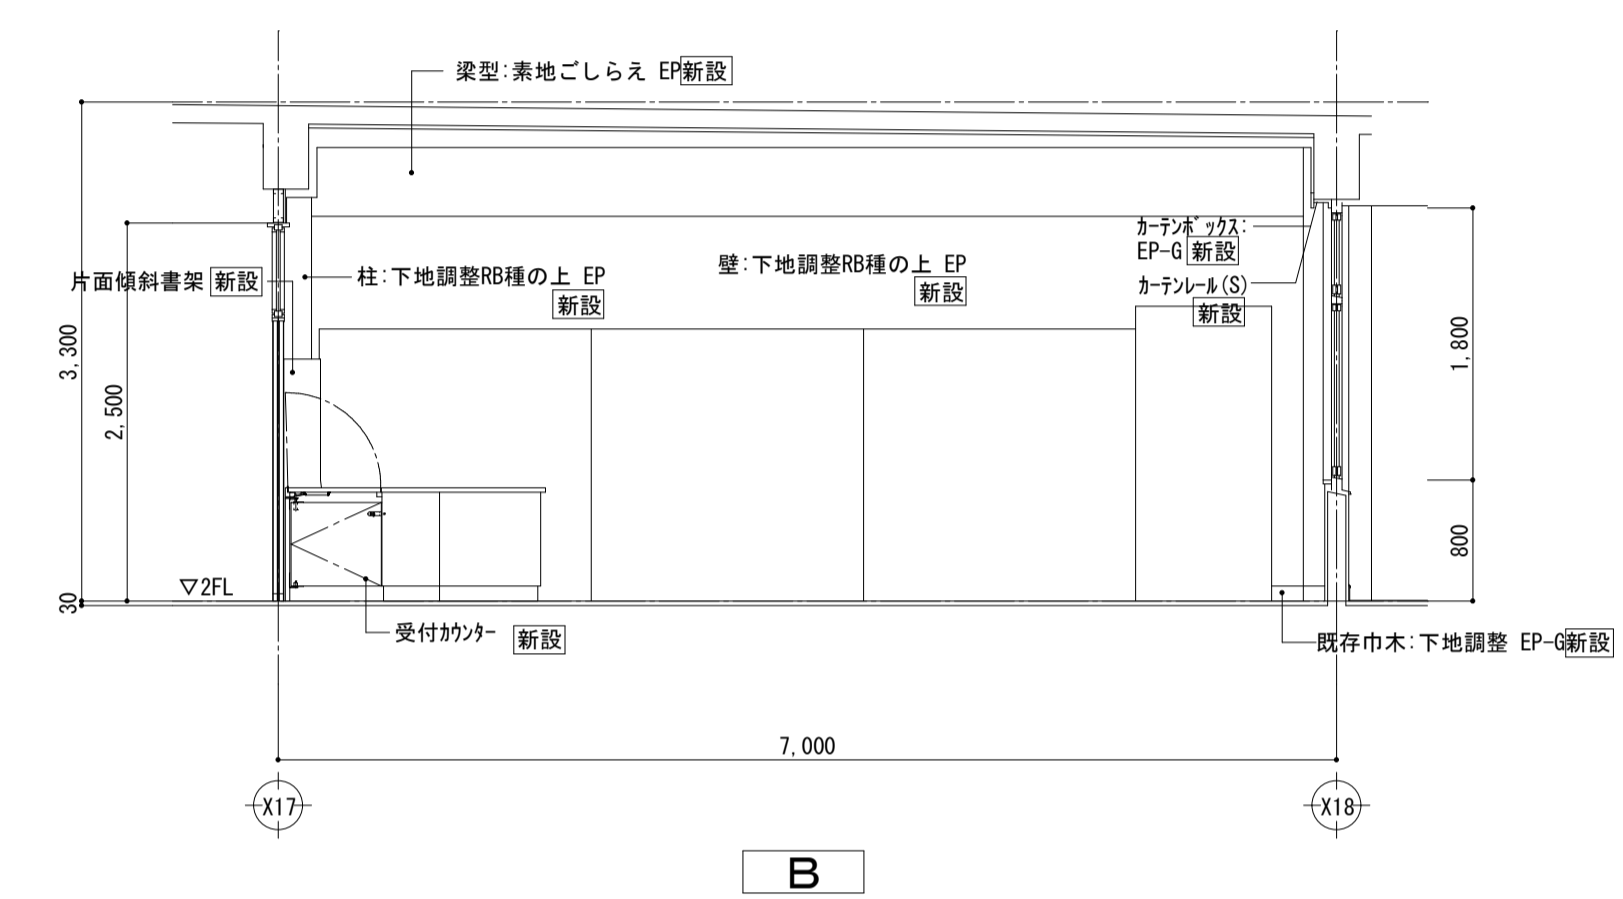 梁型:素地ごしらえ EP新設
カーテンボックス:
EP-G 新設
壁:下地調整RB種の上 EP
新設
片面傾斜書架 新設
柱:下地調整RB種の上 EP
新設
カーテンレール(S)
新設
3,300
2,500
1,800
800
30
▽2FL
受付カウンター 新設
既存巾木:下地調整 EP-G新設
7,000
X17
X18
B